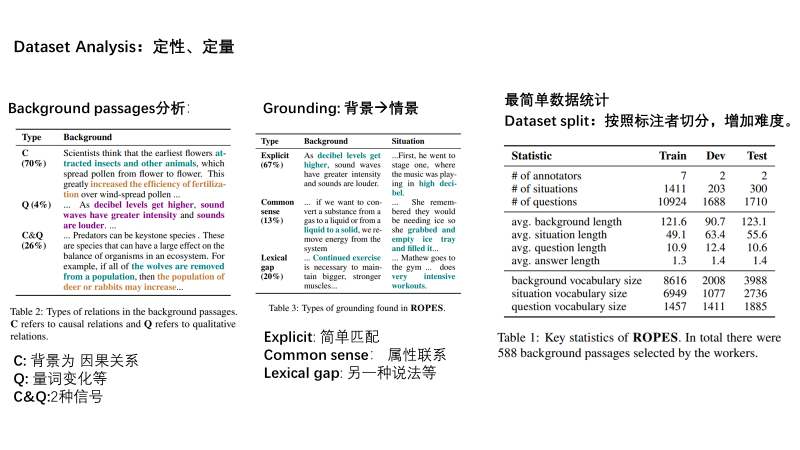 Dataset Analysis：定性、定量
Background passages分析：
Type Background
C Scientists think that the earliest flowers at-
(70%) tracted insects and other animals, which
spread pollen from flower to flower. This
greatly increased the efficiency of fertiliza-
tion over wind-spread pollen ...
Q (4%) ... As decibel levels get higher, sound
waves have greater intensity and sounds
are louder. ...
C&Q ... Predators can be keystone species . These
(26%) are species that can have a large effect on the
balance of organisms in an ecosystem. For
example, if all of the wolves are removed
from a population, then the population of
deer or rabbits may increase...
Table 2: Types of relations in the background passages.
C refers to causal relations and Q refers to qualitative
relations.
C: 背景为 因果关系
Q: 量词变化等
C&Q:2种信号
Grounding: 背景→情景
Type Background Situation
Explicit As decibel levels get ...First, he went to
(67%) higher, sound waves stage one, where
have greater intensity the music was play-
and sounds are louder. ing in high deci-
bel.
Common ... if we want to con- ... She remem-
sense vert a substance from a bered they would
(13%) gas to a liquid or from a be needing ice so
liquid to a solid, we re- she grabbed and
move energy from the empty ice tray
system and filled it...
Lexical ... Continued exercise ... Mathew goes to
gap is necessary to main- the gym ... does
(20%) tain bigger, stronger very intensive
muscles... workouts.
Table 3: Types of grounding found in ROPES.
Explicit: 简单匹配
Common sense： 属性联系
Lexical gap: 另一种说法等
最简单数据统计
Dataset split：按照标注者切分，增加难度。
Statistic Train Dev Test
# of annotators 7 2 2
# of situations 1411 203 300
# of questions 10924 1688 1710
avg. background length 121.6 90.7 123.1
avg. situation length 49.1 63.4 55.6
avg. question length 10.9 12.4 10.6
avg. answer length 1.3 1.4 1.4
background vocabulary size 8616 2008 3988
situation vocabulary size 6949 1077 2736
question vocabulary size 1457 1411 1885
Table 1: Key statistics of ROPES. In total there were
588 background passages selected by the workers.